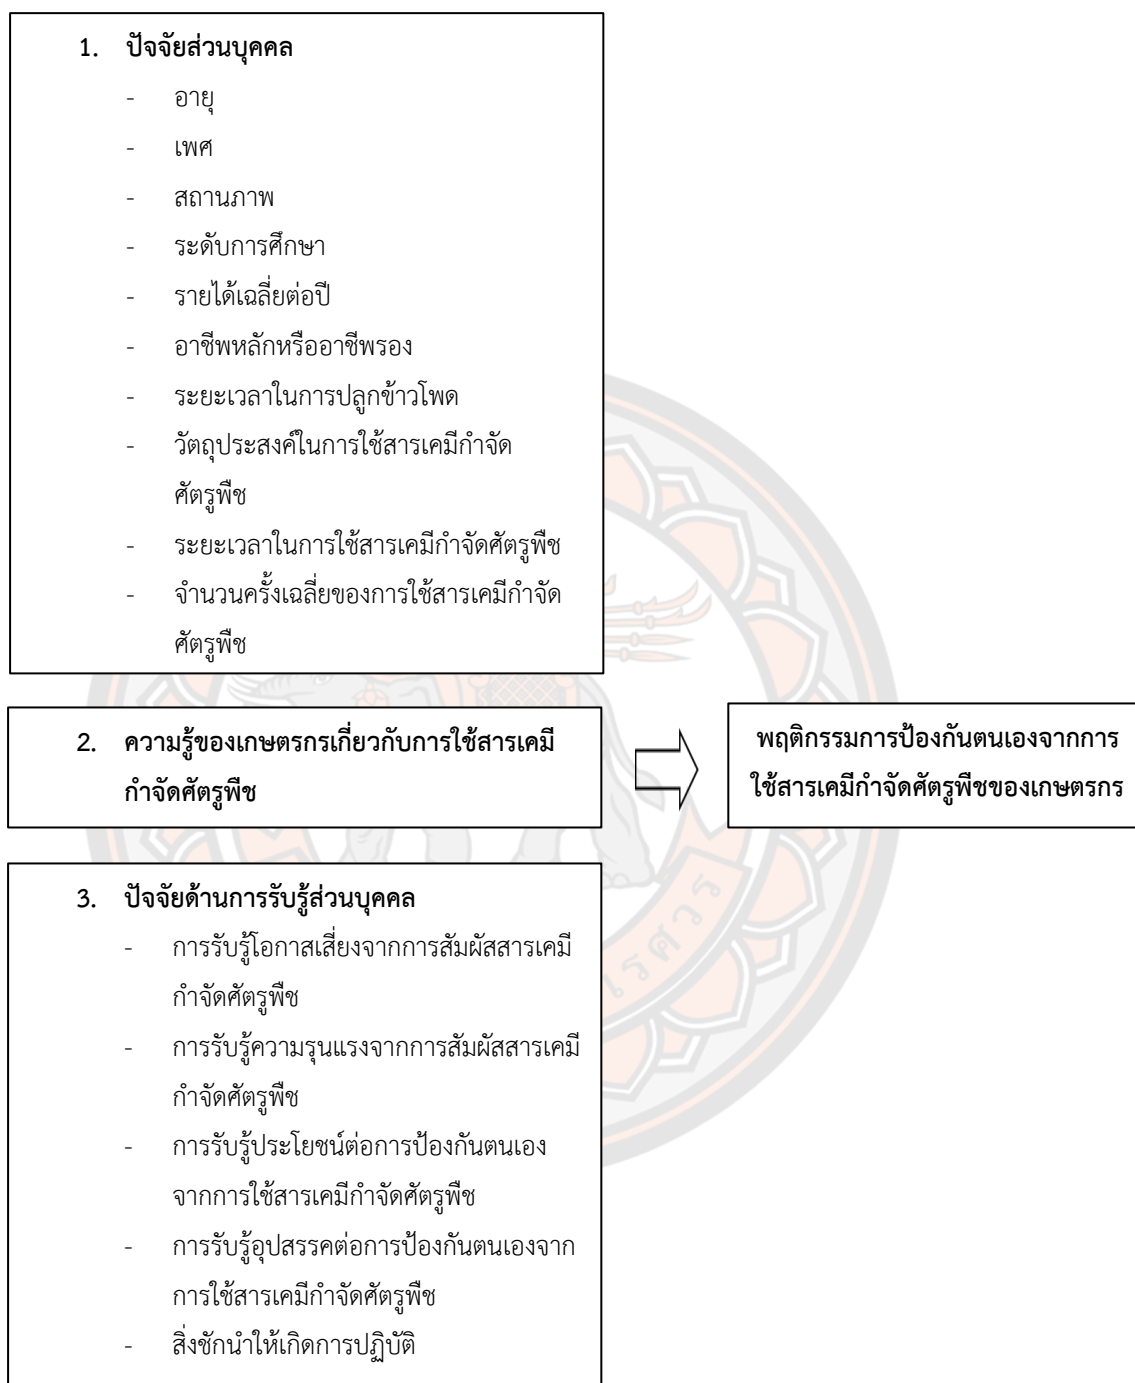 1. ปัจจัยส่วนบุคคล
- อายุ
- เพศ
- สถานภาพ
- ระดับการศึกษา
- รายได้เฉลี่ยต่อปี
- อาชีพหลักหรืออาชีพรอง
- ระยะเวลาในการปลูกข้าวโพด
- วัตถุประสงค์ในการใช้สารเคมีกำจัด
ศัตรูพืช
- ระยะเวลาในการใช้สารเคมีกำจัดศัตรูพืช
- จำนวนครั้งเฉลี่ยของการใช้สารเคมีกำจัด
ศัตรูพืช
2. ความรู้ของเกษตรกรเกี่ยวกับการใช้สารเคมี
กำจัดศัตรูพืช
พฤติกรรมการป้องกันตนเองจากการ
ใช้สารเคมีกำจัดศัตรูพืชของเกษตรกร
3. ปัจจัยด้านการรับรู้ส่วนบุคคล
- การรับรู้โอกาสเสี่ยงจากการสัมผัสสารเคมี
กำจัดศัตรูพืช
- การรับรู้ความรุนแรงจากการสัมผัสสารเคมี
กำจัดศัตรูพืช
- การรับรู้ประโยชน์ต่อการป้องกันตนเอง
จากการใช้สารเคมีกำจัดศัตรูพืช
- การรับรู้อุปสรรคต่อการป้องกันตนเองจาก
การใช้สารเคมีกำจัดศัตรูพืช
- สิ่งชักนำให้เกิดการปฏิบัติ